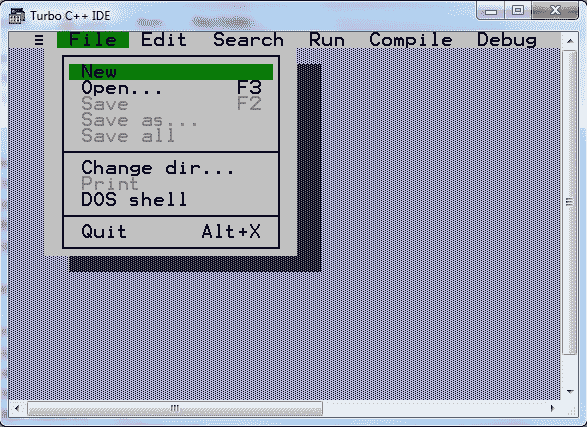 Turbo C++ IDE
≡ File Edit Search Run Compile Debug
New
Open... F3
Save F2
Save as...
Save all
Change dir...
Print
DOS shell
Quit Alt+X